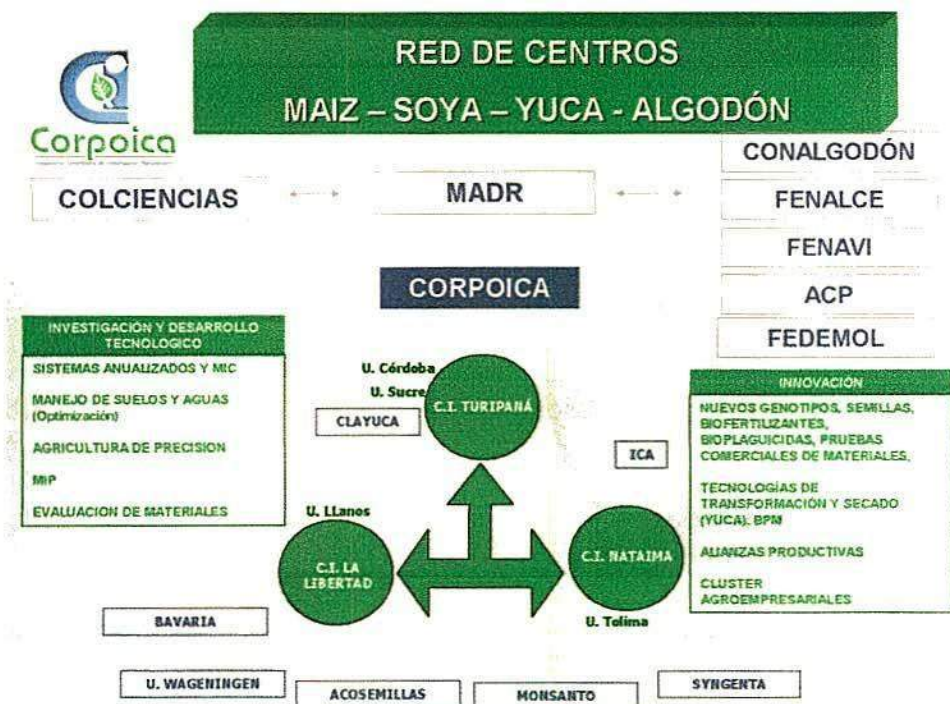 RED DE CENTROS
MAIZ – SOYA – YUCA - ALGODÓN
Corpoica
COLCIENCIAS
MADR
CONALGODÓN
FENALCE
FENAVI
ACP
FEDEMOL
CORPOICA
INVESTIGACIÓN Y DESARROLLO
TECNOLOGICO
SISTEMAS ANUALIZADOS Y MIC
MANEJO DE SUELOS Y AGUAS
(Optimización)
AGRICULTURA DE PRECISION
MIP
EVALUACION DE MATERIALES
U. Córdoba
U. Sucre
CLAYUCA
C.I. TURIPANÁ
ICA
U. LLanos
C.I. LA
LIBERTAD
C.I. NATAIMA
U. Tolima
INNOVACIÓN
NUEVOS GENOTIPOS, SEMILLAS,
BIOFERTILIZANTES,
BIOPLAGUICIDAS, PRUEBAS
COMERCIALES DE MATERIALES,
TECNOLOGÍAS DE
TRANSFORMACIÓN Y SECADO
(YUCA). BPM
ALIANZAS PRODUCTIVAS
CLUSTER
AGROEMPRESARIALES
BAVARIA
U. WAGENINGEN
ACOSEMILLAS
MONSANTO
SYNGENTA